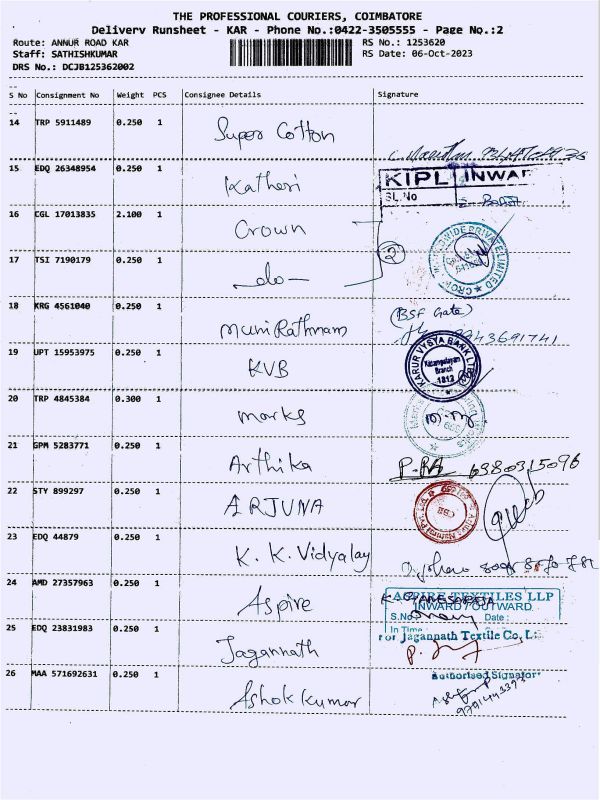 THE PROFESSIONAL COURIERS, COIMBATORE
Delivery Runsheet - KAR - Phone No.:0422-3505555 - Page No.:2
Route: ANNUR ROAD KAR
RS No.: 1253620
Staff: SATHISHKUMAR
RS Date: 06-Oct-2023
DRS No.: DCJB125362002
S No Consignment No Weight PCS Consignee Details Signature
14 TRP 5911489 0.250 1 Super Cotton
15 EDQ 26348954 0.250 1 Katheri
KIPL INWAR
SL.No
16 CGL 17013835 2.100 1 Crown
2
17 TSI 7190179 0.250 1 -do-
18 KRG 4561040 0.250 1 MuniRathnam
(BSF Gate)
9943691741
19 UPT 15953975 0.250 1 KVB
KARUR VYSYA BANK LTD
Branch
1812
20 TRP 4845384 0.300 1 marks
21 GPM 5283771 0.250 1 Arthika
6380315096
22 STY 899297 0.250 1 ARJUNA
23 EDQ 44879 0.250 1 K. K. Vidyalay
24 AMD 27357963 0.250 1 Aspire
ASPIRE TEXTILES LLP
INWARD / OUTWARD
S.No Date :
In Time
25 EDQ 23831983 0.250 1 Jagannath
For Jagannath Textile Co. Ltd
Authorised Signatory
26 MAA 571692631 0.250 1 Ashok kumar